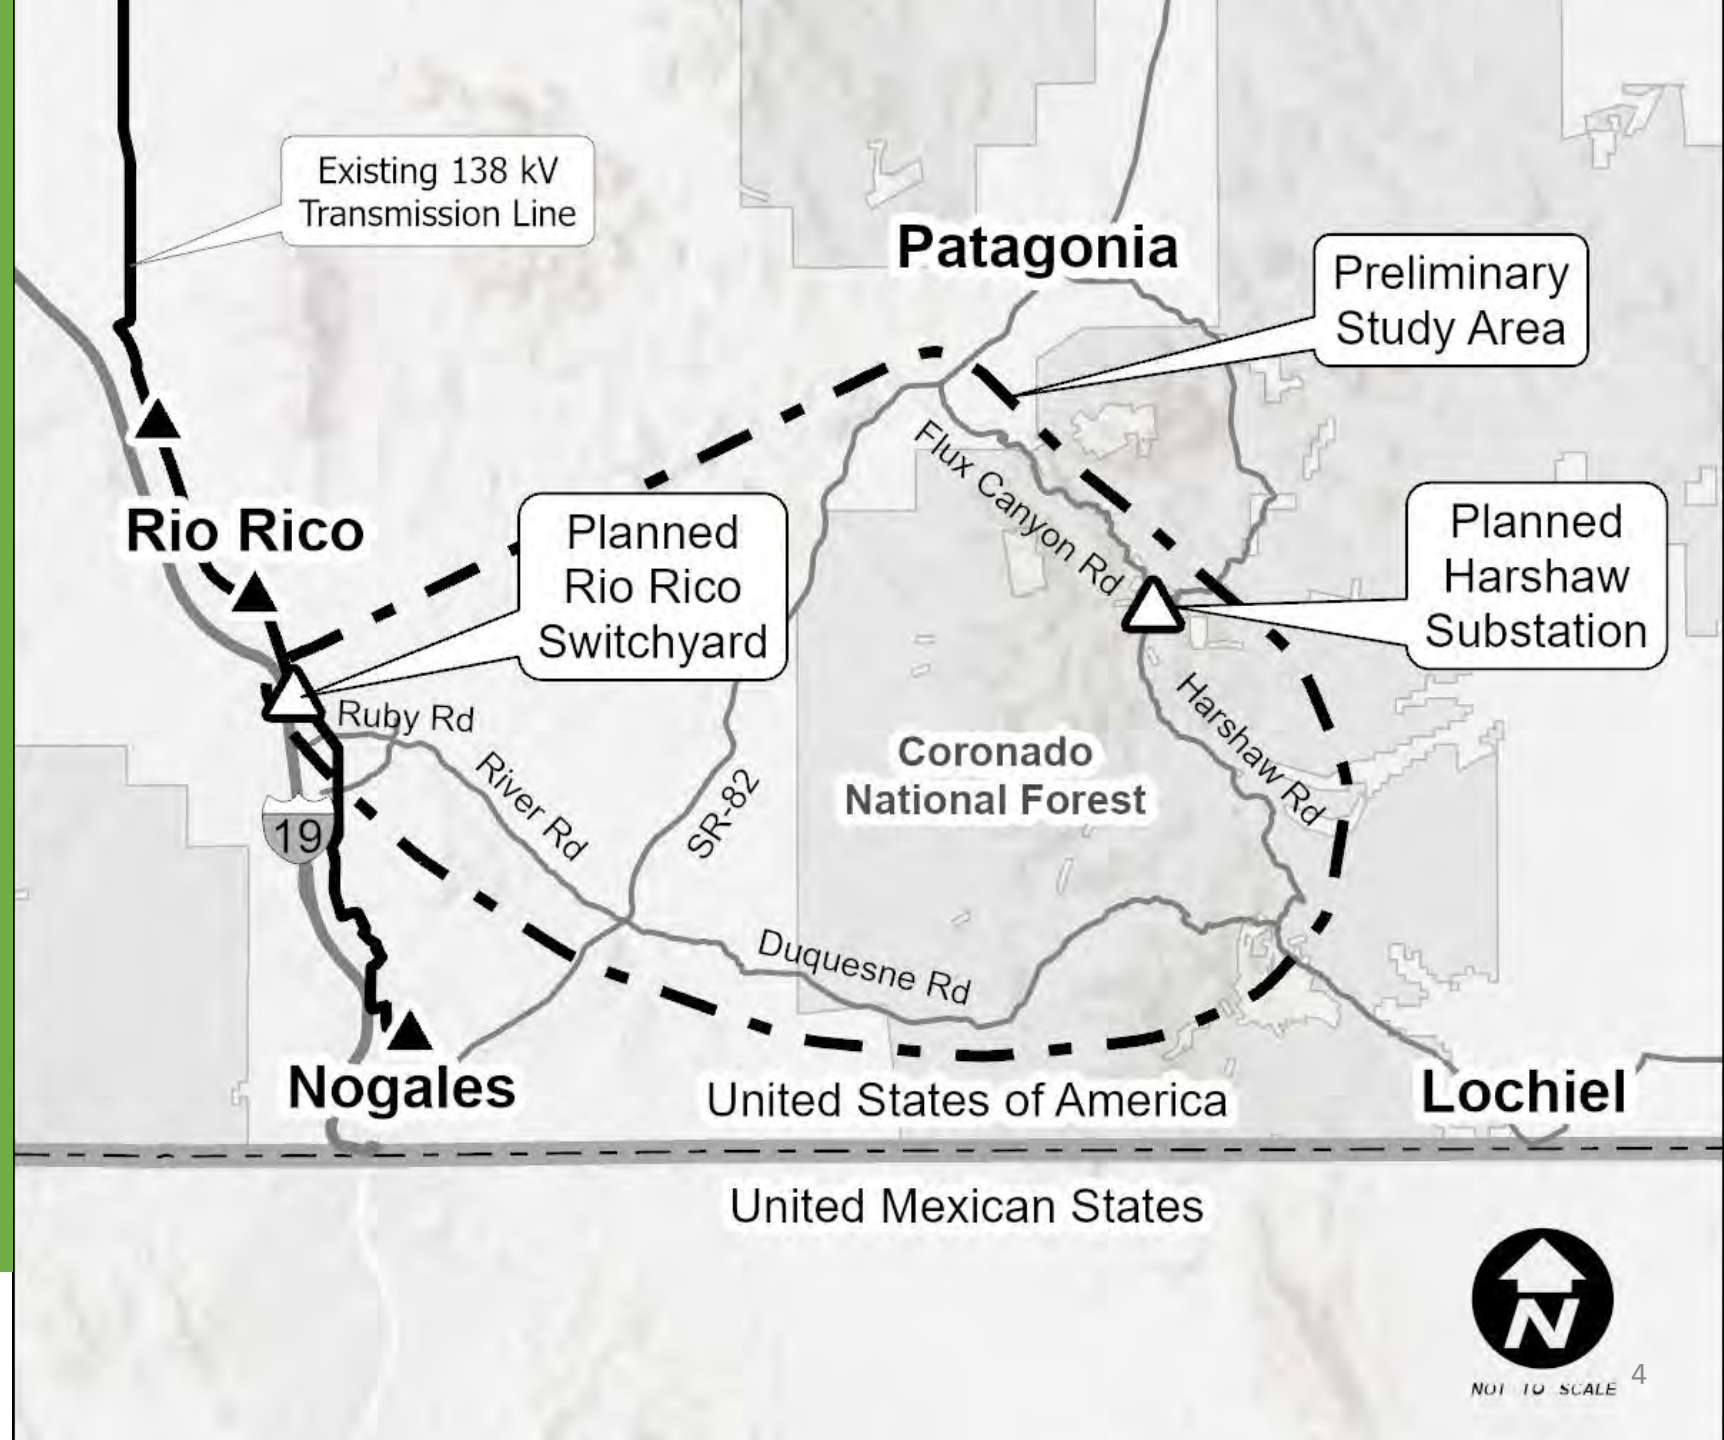 Existing 138 kV
Transmission Line
Patagonia
Preliminary
Study Area
Flux Canyon Rd
Rio Rico
Planned
Rio Rico
Switchyard
Planned
Harshaw
Substation
Ruby Rd
River Rd
SR-82
Coronado
National Forest
Harshaw Rd
19
Duquesne Rd
Nogales
United States of America
Lochiel
United Mexican States
N
NOT TO SCALE
4